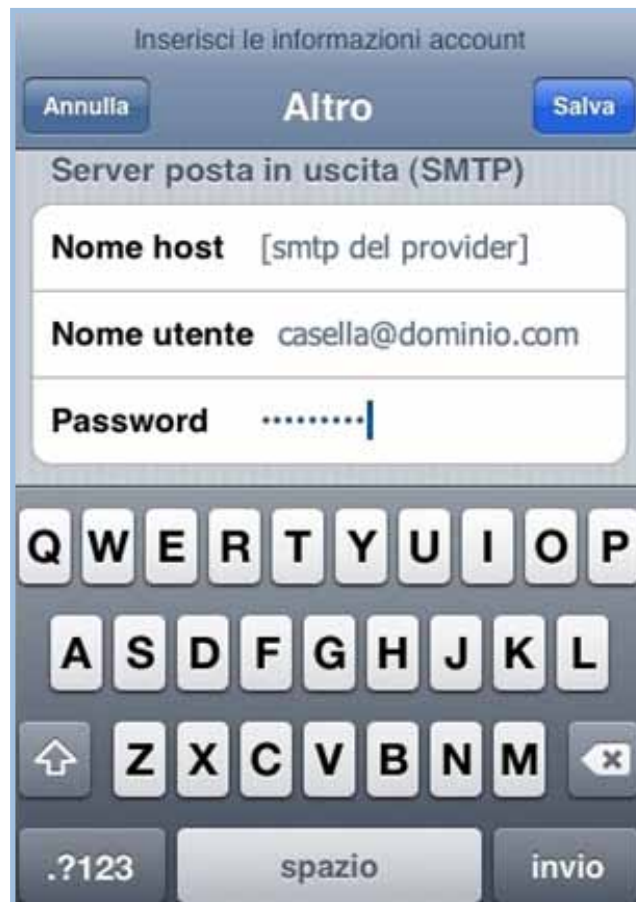 Inserisci le informazioni account
Annulla Altro Salva
Server posta in uscita (SMTP)
Nome host [smtp del provider]
Nome utente casella@dominio.com
Password •••••••••
Q W E R T Y U I O P
A S D F G H J K L
Z X C V B N M
.?123 spazio invio